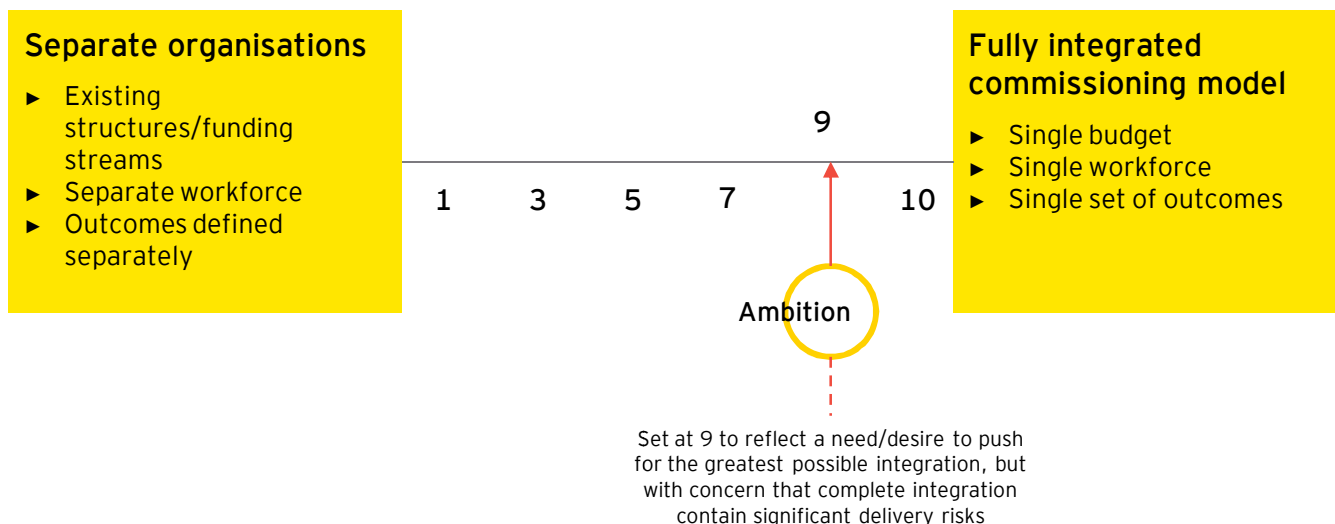 Separate organisations
► Existing
structures/funding
streams
► Separate workforce
► Outcomes defined
separately
1
3
5
7
9
10
Ambition
Set at 9 to reflect a need/desire to push
for the greatest possible integration, but
with concern that complete integration
contain significant delivery risks
Fully integrated
commissioning model
► Single budget
► Single workforce
► Single set of outcomes